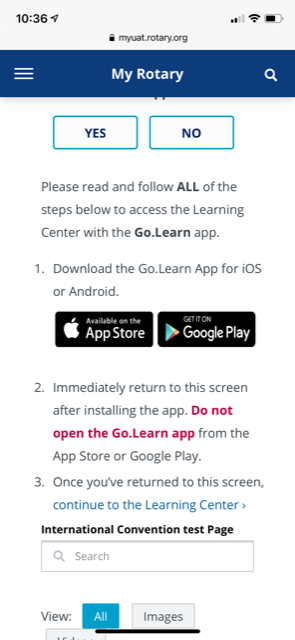 10:36
myuat.rotary.org
My Rotary
YES
NO
Please read and follow ALL of the
steps below to access the Learning
Center with the Go.Learn app.
1. Download the Go.Learn App for iOS
or Android.
Available on the
App Store
GET IT ON
Google Play
2. Immediately return to this screen
after installing the app. Do not
open the Go.Learn app from the
App Store or Google Play.
3. Once you've returned to this screen,
continue to the Learning Center ›
International Convention test Page
Search
View:
All
Images